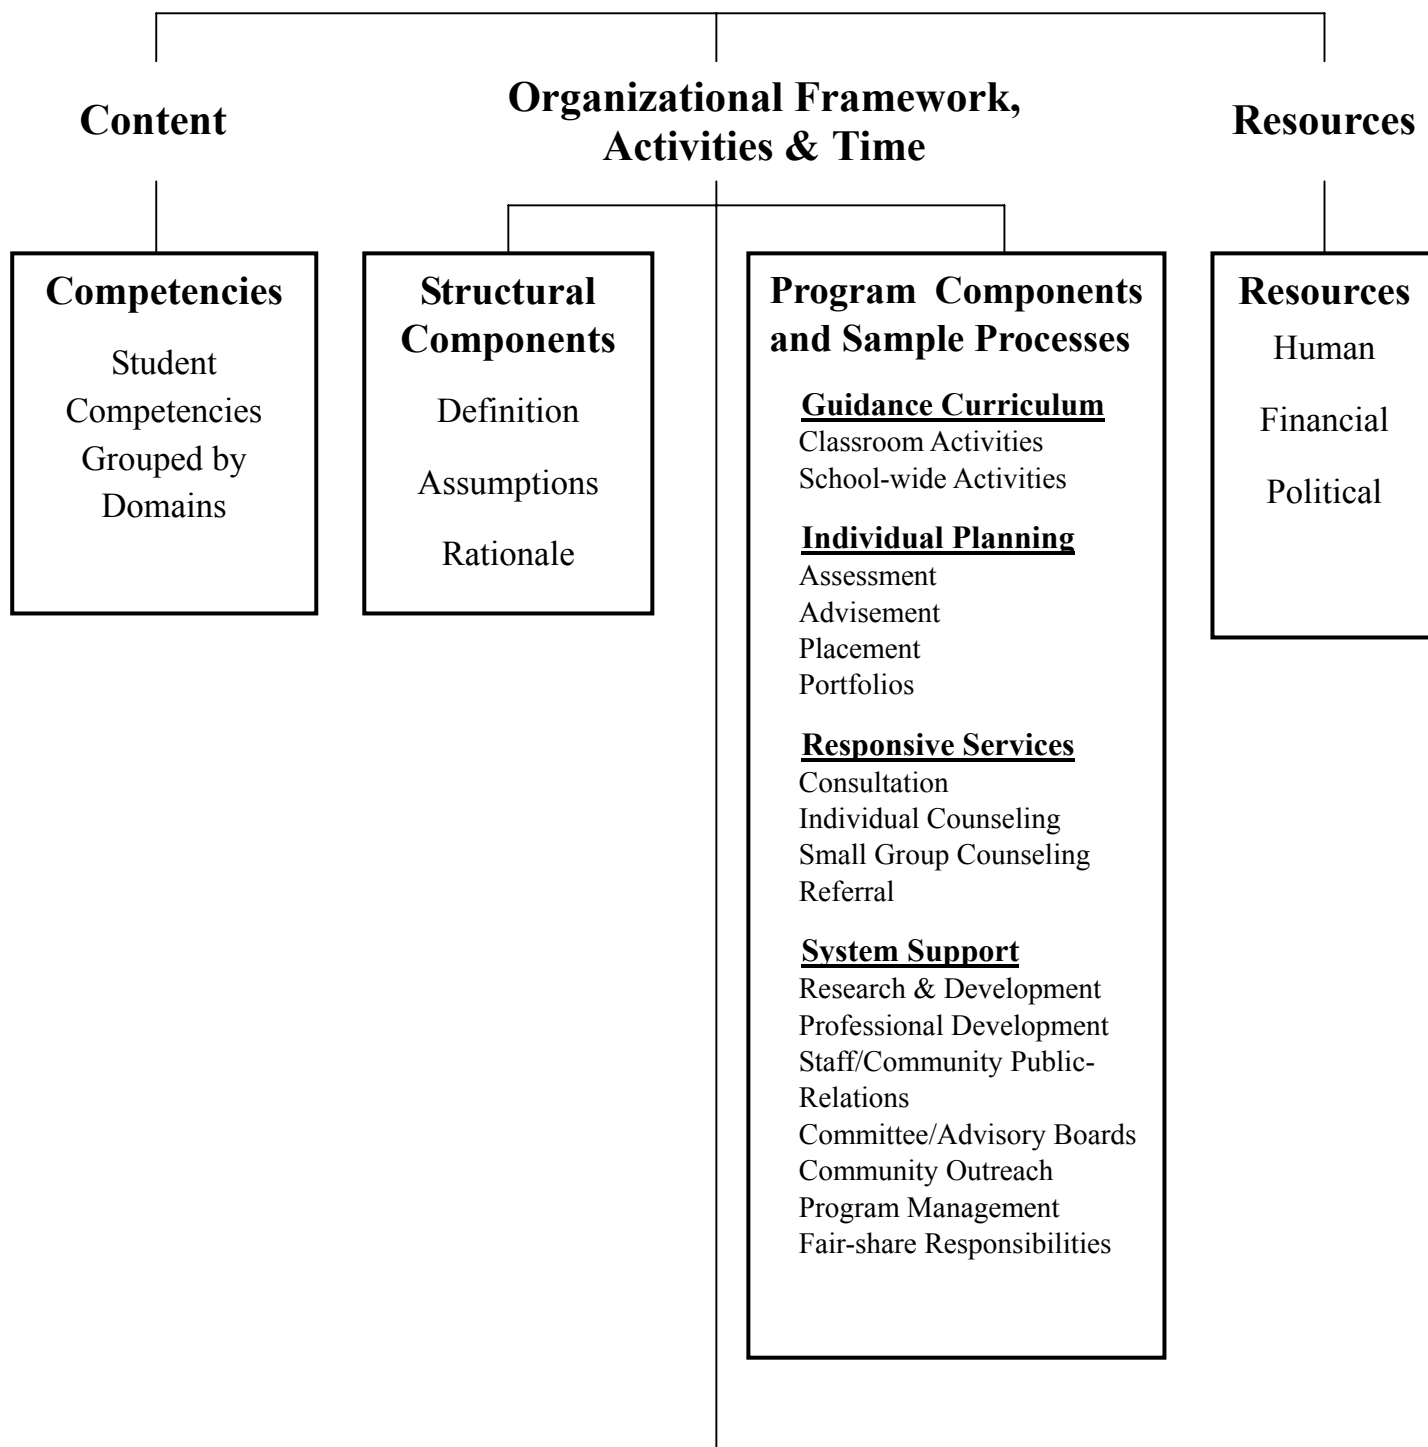 Content
Organizational Framework,
Activities & Time
Resources
Competencies
Student
Competencies
Grouped by
Domains
Structural
Components
Definition
Assumptions
Rationale
Program Components
and Sample Processes
Guidance Curriculum
Classroom Activities
School-wide Activities
Individual Planning
Assessment
Advisement
Placement
Portfolios
Responsive Services
Consultation
Individual Counseling
Small Group Counseling
Referral
System Support
Research & Development
Professional Development
Staff/Community Public-
Relations
Committee/Advisory Boards
Community Outreach
Program Management
Fair-share Responsibilities
Resources
Human
Financial
Political